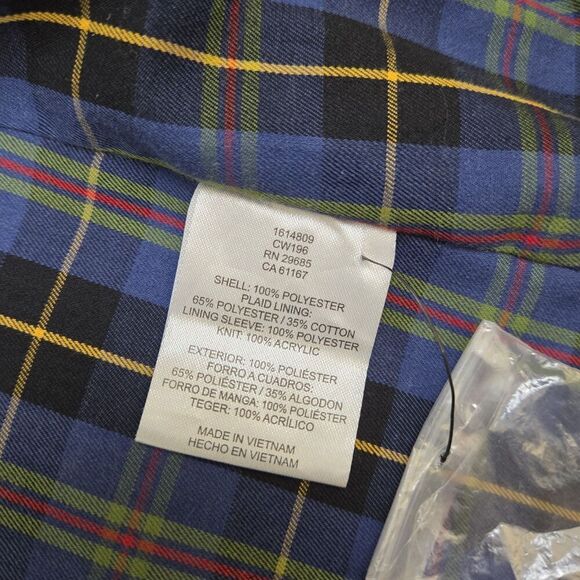 1614809
CW196
RN 29685
CA 61167
SHELL: 100% POLYESTER
PLAID LINING:
65% POLYESTER / 35% COTTON
LINING SLEEVE: 100% POLYESTER
KNIT: 100% ACRYLIC
EXTERIOR: 100% POLIÉSTER
FORRO A CUADROS:
65% POLIÉSTER / 35% ALGODON
FORRO DE MANGA: 100% POLIÉSTER
TEGER: 100% ACRÍLICO
MADE IN VIETNAM
HECHO EN VIETNAM